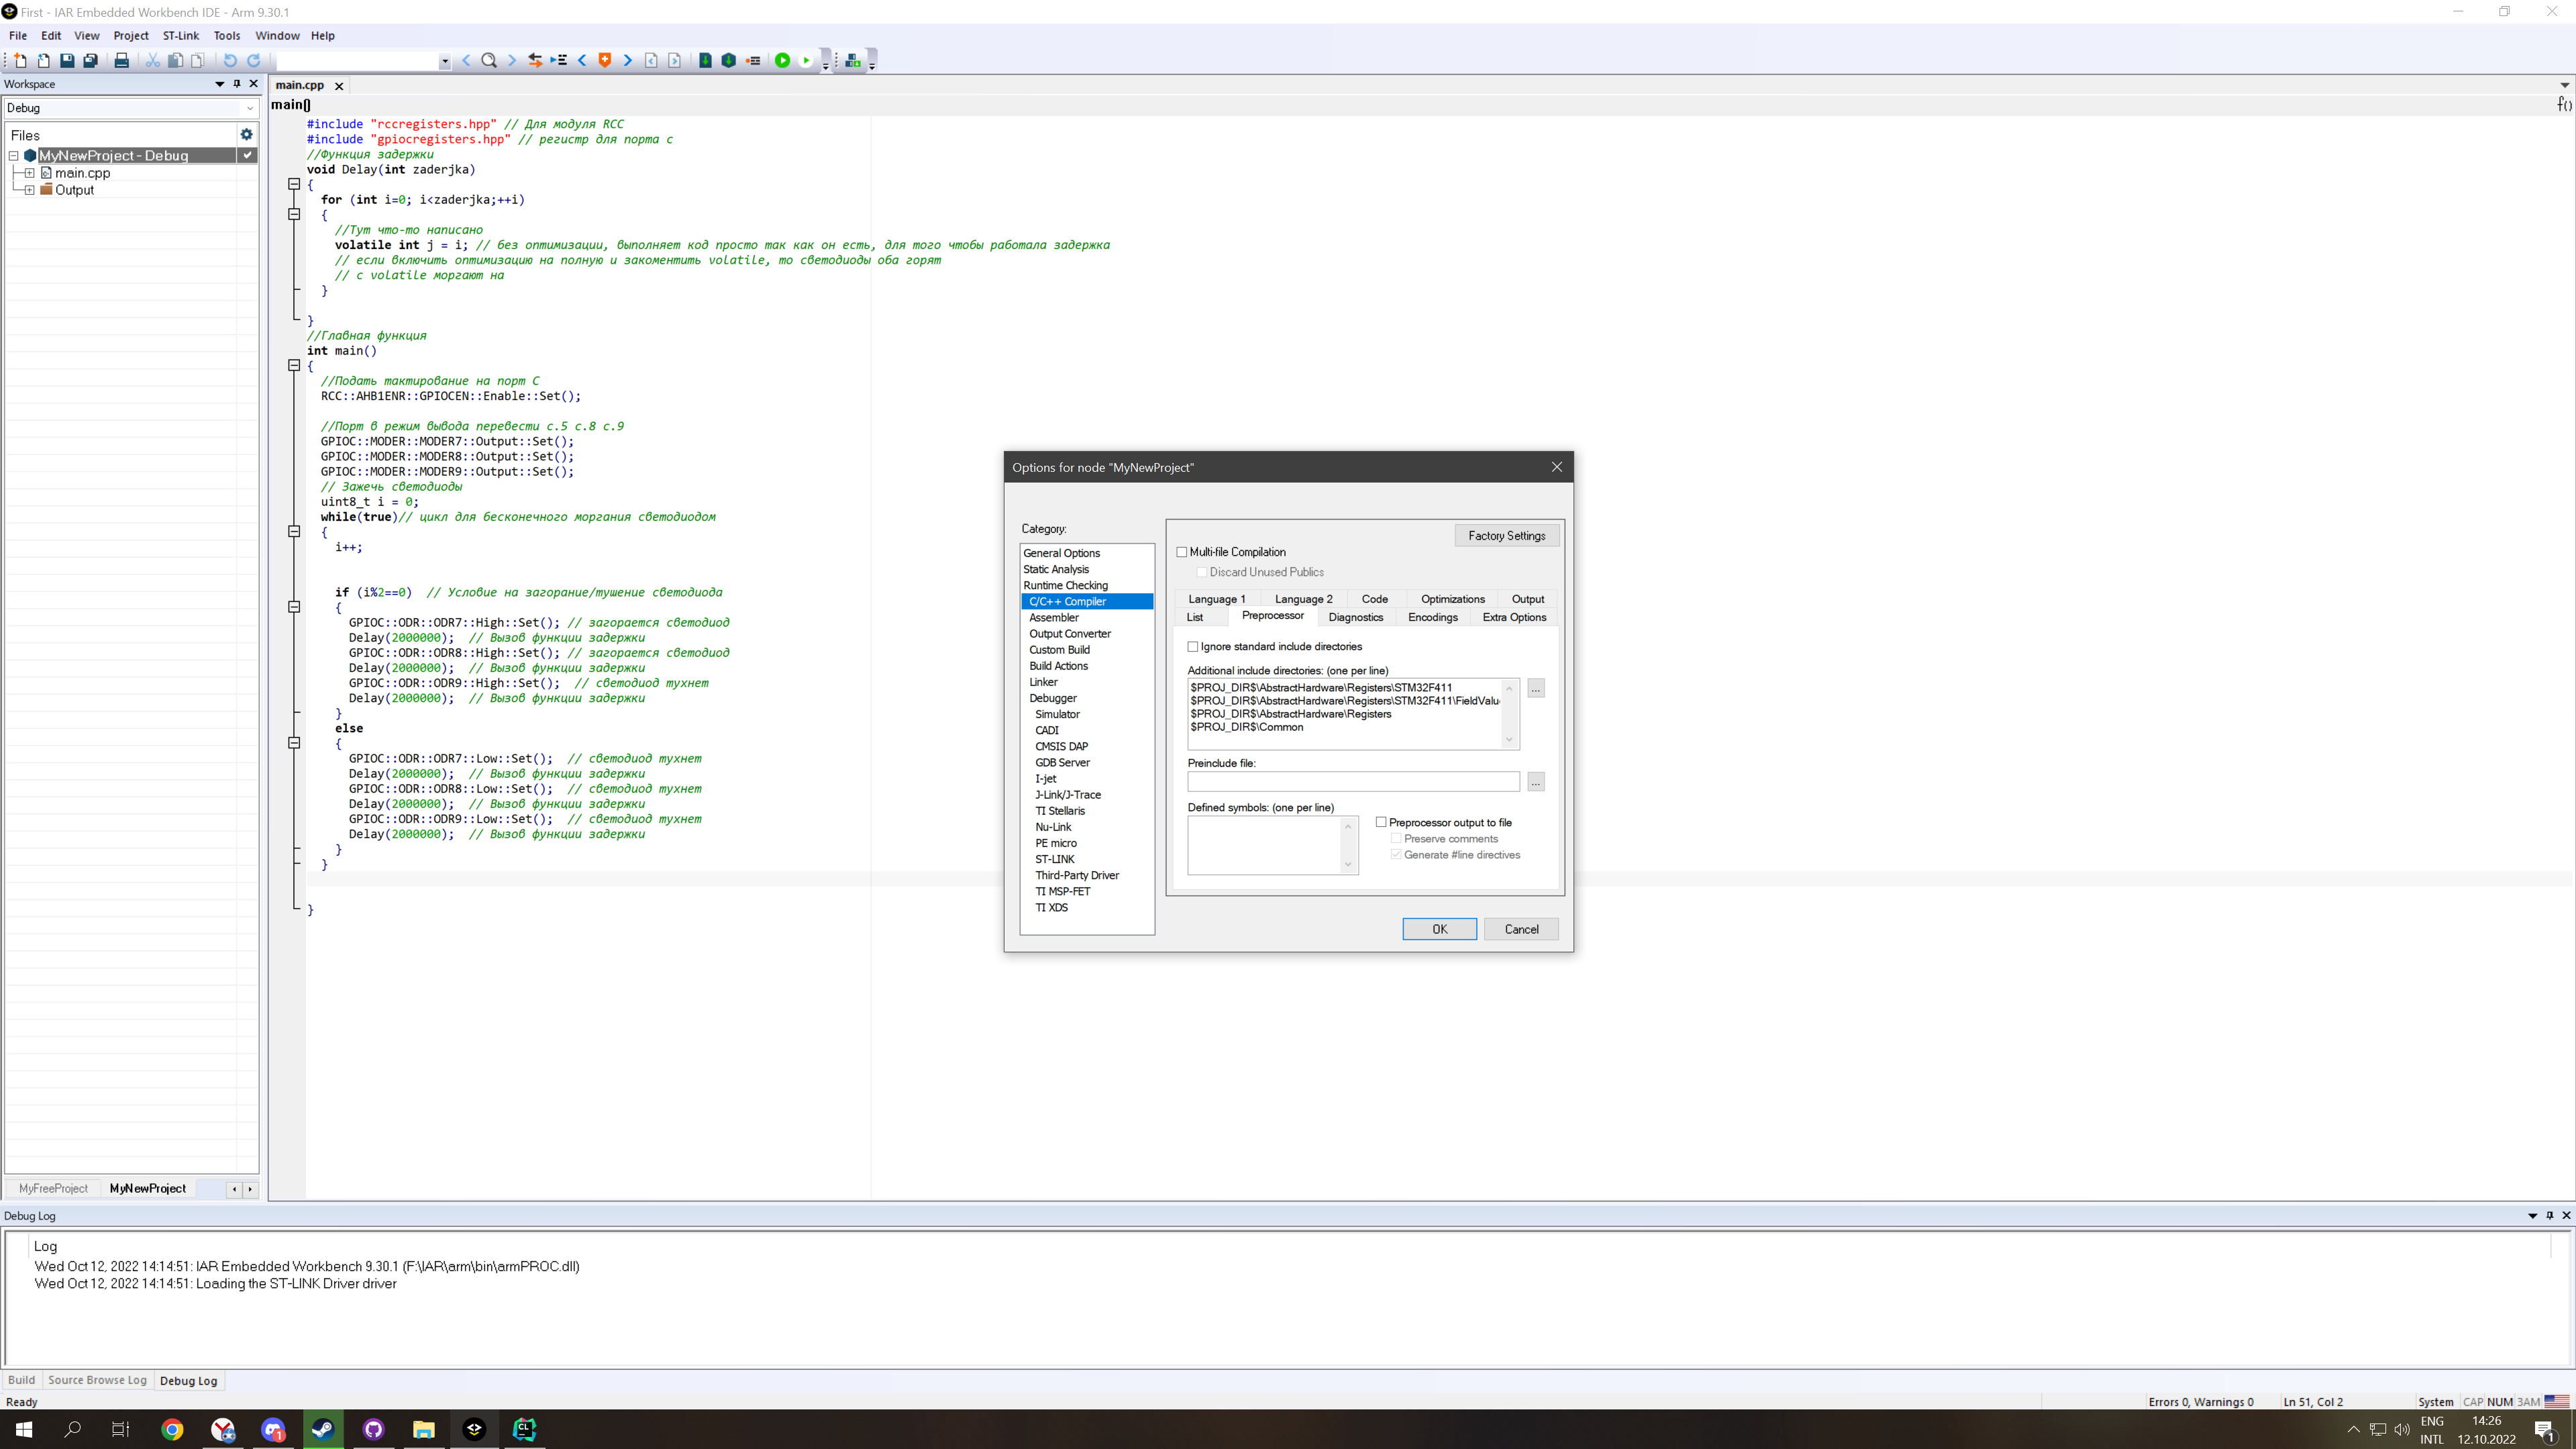 First - IAR Embedded Workbench IDE - Arm 9.30.1
File Edit View Project ST-Link Tools Window Help
Workspace
Debug
Files
MyNewProject - Debug
main.cpp
Output
MyFreeProject MyNewProject
main.cpp
main()
f()
#include "rccregisters.hpp" // Для модуля RCC
#include "gpiocregisters.hpp" // регистр для порта с
//Функция задержки
void Delay(int zaderjka)
{
for (int i=0; i<zaderjka;++i)
{
//Тут что-то написано
volatile int j = i; // без оптимизации, выполняет код просто так как он есть, для того чтобы работала задержка
// если включить оптимизацию на полную и закоментить volatile, то светодиоды оба горят
// с volatile моргают на
}
}
//Главная функция
int main()
{
//Подать тактирование на порт С
RCC::AHB1ENR::GPIOCEN::Enable::Set();
//Порт в режим вывода перевести с.5 с.8 с.9
GPIOC::MODER::MODER7::Output::Set();
GPIOC::MODER::MODER8::Output::Set();
GPIOC::MODER::MODER9::Output::Set();
// Зажечь светодиоды
uint8_t i = 0;
while(true)// цикл для бесконечного моргания светодиодом
{
i++;
if (i%2==0) // Условие на загорание/тушение светодиода
{
GPIOC::ODR::ODR7::High::Set(); // загорается светодиод
Delay(2000000); // Вызов функции задержки
GPIOC::ODR::ODR8::High::Set(); // загорается светодиод
Delay(2000000); // Вызов функции задержки
GPIOC::ODR::ODR9::High::Set(); // светодиод тухнет
Delay(2000000); // Вызов функции задержки
}
else
{
GPIOC::ODR::ODR7::Low::Set(); // светодиод тухнет
Delay(2000000); // Вызов функции задержки
GPIOC::ODR::ODR8::Low::Set(); // светодиод тухнет
Delay(2000000); // Вызов функции задержки
GPIOC::ODR::ODR9::Low::Set(); // светодиод тухнет
Delay(2000000); // Вызов функции задержки
}
}
}
Options for node "MyNewProject"
Category:
General Options
Static Analysis
Runtime Checking
C/C++ Compiler
Assembler
Output Converter
Custom Build
Build Actions
Linker
Debugger
Simulator
CADI
CMSIS DAP
GDB Server
I-jet
J-Link/J-Trace
TI Stellaris
Nu-Link
PE micro
ST-LINK
Third-Party Driver
TI MSP-FET
TI XDS
Factory Settings
Multi-file Compilation
Discard Unused Publics
Language 1 Language 2 Code Optimizations Output
List Preprocessor Diagnostics Encodings Extra Options
Ignore standard include directories
Additional include directories: (one per line)
$PROJ_DIR$\AbstractHardware\Registers\STM32F411
$PROJ_DIR$\AbstractHardware\Registers\STM32F411\FieldValu
$PROJ_DIR$\AbstractHardware\Registers
$PROJ_DIR$\Common
...
Preinclude file:
...
Defined symbols: (one per line)
Preprocessor output to file
Preserve comments
Generate #line directives
OK Cancel
Debug Log
Log
Wed Oct 12, 2022 14:14:51: IAR Embedded Workbench 9.30.1 (F:\IAR\arm\bin\armPROC.dll)
Wed Oct 12, 2022 14:14:51: Loading the ST-LINK Driver driver
Build Source Browse Log Debug Log
Ready
Errors 0, Warnings 0 Ln 51, Col 2 System CAP NUM ЗАМ
CL
1
ENG
INTL
14:26
12.10.2022
1